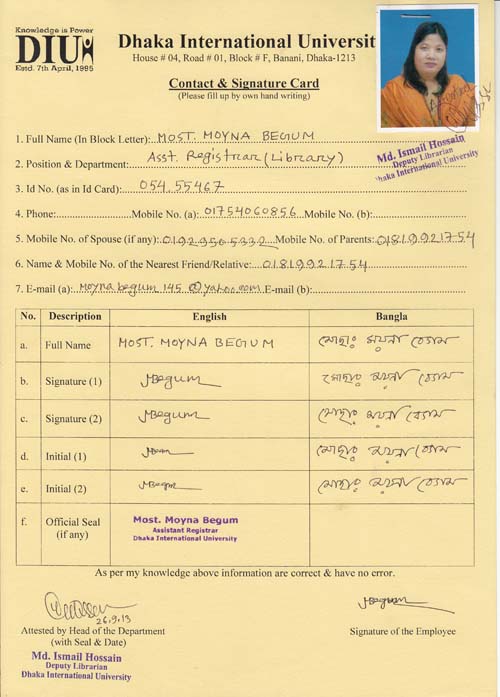 Knowledge is Power
DIU
Estd. 7th April, 1995
Dhaka International University
House # 04, Road # 01, Block # F, Banani, Dhaka-1213
Contact & Signature Card
(Please fill up by own hand writing)
Md. Ismail Hossain
Deputy Librarian
Dhaka International University
1. Full Name (In Block Letter): MOST. MOYNA BEGUM
2. Position & Department: Asst. Registrar (Library)
3. Id No. (as in Id Card): 054 55467
4. Phone: Mobile No. (a): 01754060856 Mobile No. (b):
5. Mobile No. of Spouse (if any): 01929505332 Mobile No. of Parents: 01819921754
6. Name & Mobile No. of the Nearest Friend/Relative: 01819921754
7. E-mail (a): moynabegum145@yahoo.com E-mail (b):
No. Description English Bangla
a. Full Name MOST. MOYNA BEGUM মোছাঃ ময়না বেগম
b. Signature (1) MBegum মোছাঃ ময়না বেগম
c. Signature (2) MBegum মোছাঃ ময়না বেগম
d. Initial (1) মোছাঃ ময়না বেগম
e. Initial (2) মোছাঃ ময়না বেগম
f. Official Seal (if any) Most. Moyna Begum
Assistant Registrar
Dhaka International University
As per my knowledge above information are correct & have no error.
26.9.13
Attested by Head of the Department
(with Seal & Date)
Md. Ismail Hossain
Deputy Librarian
Dhaka International University
MBegum
Signature of the Employee